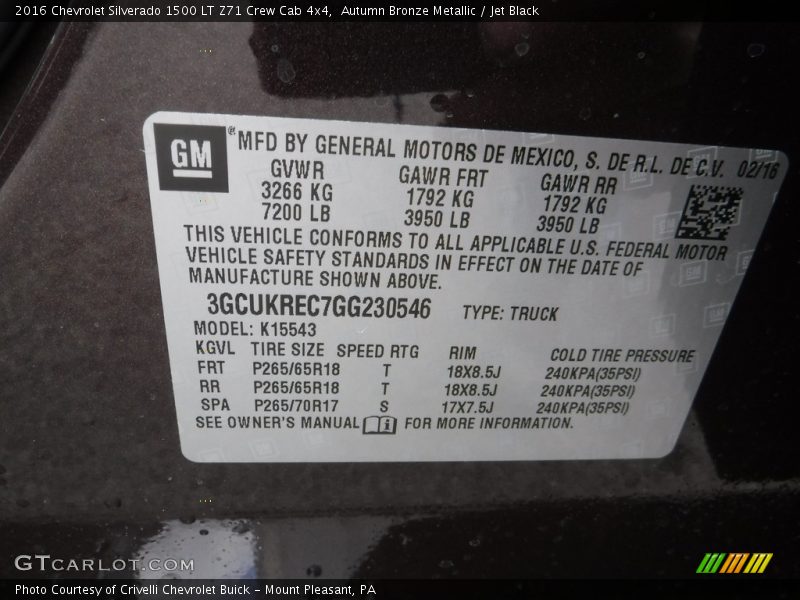 2016 Chevrolet Silverado 1500 LT Z71 Crew Cab 4x4,  Autumn Bronze Metallic / Jet Black
GM ® MFD BY GENERAL MOTORS DE MEXICO, S. DE R.L. DE C.V. 02/16
GVWR GAWR FRT GAWR RR
3266 KG 1792 KG 1792 KG
7200 LB 3950 LB 3950 LB
THIS VEHICLE CONFORMS TO ALL APPLICABLE U.S. FEDERAL MOTOR
VEHICLE SAFETY STANDARDS IN EFFECT ON THE DATE OF
MANUFACTURE SHOWN ABOVE.
3GCUKREC7GG230546 TYPE: TRUCK
MODEL: K15543
KGVL TIRE SIZE SPEED RTG RIM COLD TIRE PRESSURE
FRT P265/65R18 T 18X8.5J 240KPA(35PSI)
RR P265/65R18 T 18X8.5J 240KPA(35PSI)
SPA P265/70R17 S 17X7.5J 240KPA(35PSI)
SEE OWNER'S MANUAL FOR MORE INFORMATION.
GTCARLOT.COM
Photo Courtesy of Crivelli Chevrolet Buick - Mount Pleasant, PA